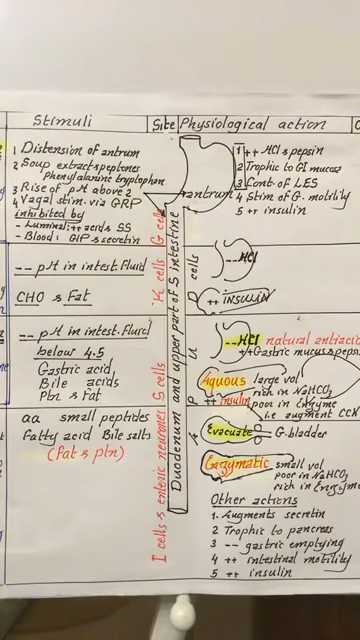 Stimuli
Site
Physiological action
1 Distension of antrum
2 Soup extract & peptones
Phenylalanine tryptophan
3 Rise of pH above 2
4 Vagal stim. via GRP
inhibited by
- Luminal: ++ acids SS
- Blood: GIP & secretin
G cells
antrum
1 ++ HCl & pepsin
2 Trophic to GI mucosa
3 Cont. of LES
4 Stim of G. motility
5 ++ insulin
-- pH in intest. Fluid
CHO & Fat
K cells
Duodenum and upper part of S intestine
cells
--HCl
++ INSULIN
-- pH in intest. Fluid
below 4.5
Gastric acid
Bile acids
Ptn & Fat
S cells
--HCl natural antiacid
++ Gastric mucus & pepsi
Aquous large vol
rich in NaHCO3
++ insulin poor in Enzyme
i.e augment CCK
aa small peptides
Fatty acid Bile salts
(Fat & ptn)
I cells & enteric neurones
Evacuate G-bladder
Enzymatic small vol
poor in NaHCO3
rich in Enzyme
Other actions
1. Augments secretin
2 Trophic to pancreas
3 -- gastric emptying
4 ++ intestinal motility
5 ++ insulin